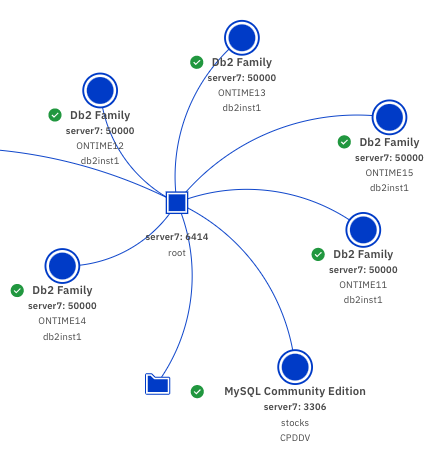 Db2 Family
server7: 50000
ONTIME13
db2inst1
Db2 Family
server7: 50000
ONTIME12
db2inst1
Db2 Family
server7: 50000
ONTIME15
db2inst1
server7: 6414
root
Db2 Family
server7: 50000
ONTIME11
db2inst1
Db2 Family
server7: 50000
ONTIME14
db2inst1
MySQL Community Edition
server7: 3306
stocks
CPDDV